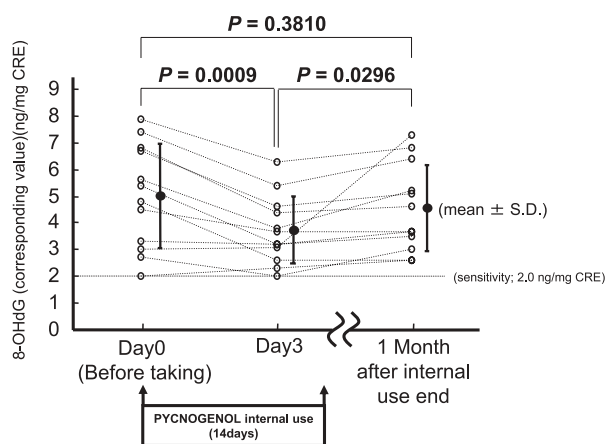 P = 0.3810
P = 0.0009
P = 0.0296
8-OHdG (corresponding value)(ng/mg CRE)
9
8
7
6
5
4
3
2
1
0
(mean ± S.D.)
(sensitivity; 2.0 ng/mg CRE)
Day0
(Before taking)
Day3
1 Month
after internal
use end
PYCNOGENOL internal use
(14days)